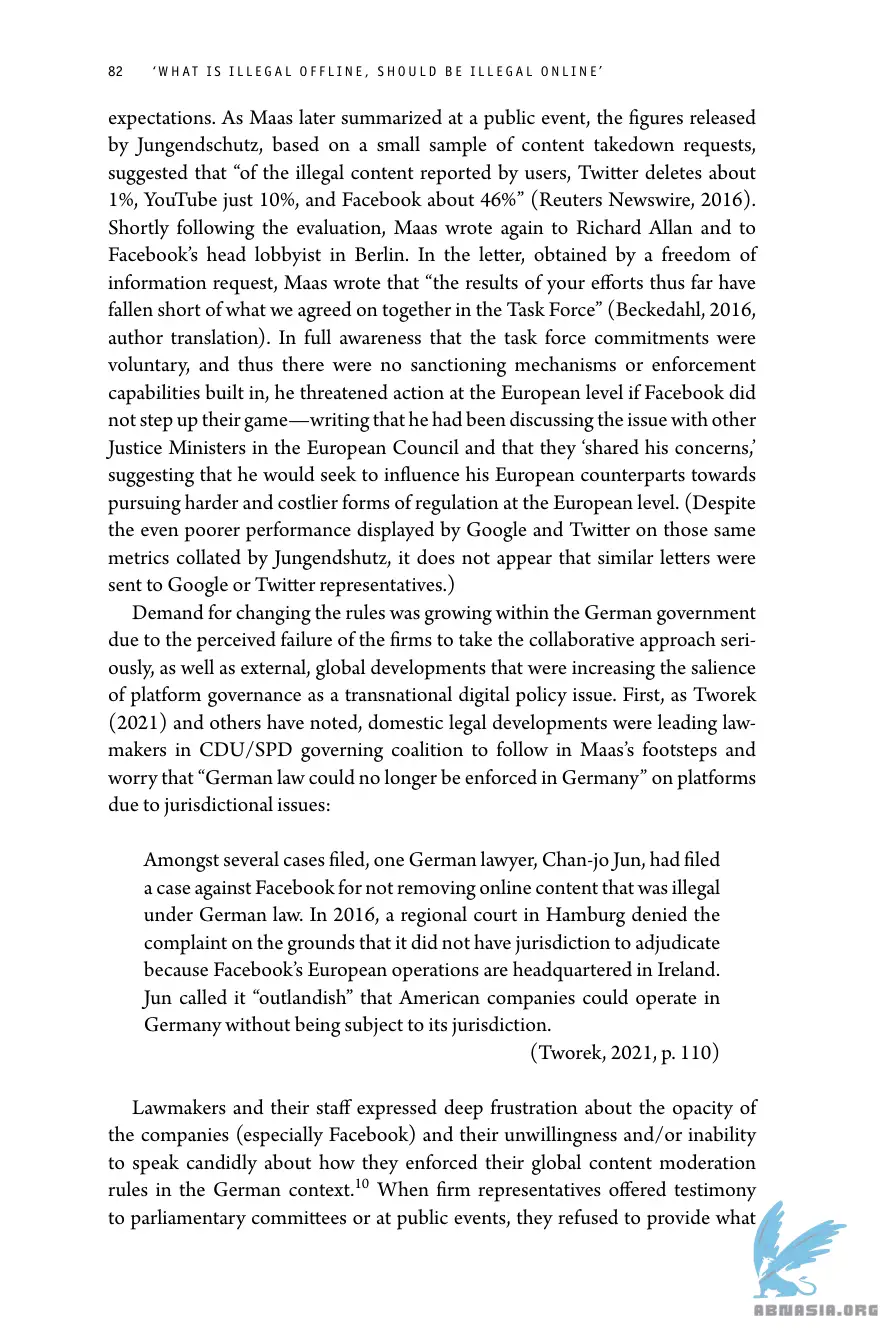 82 ‘WHAT IS ILLEGAL OFFLINE, SHOULD BE ILLEGAL ONLINE’
expectations. As Maas later summarized at a public event, the figures released
by Jungendschutz, based on a small sample of content takedown requests,
suggested that “of the illegal content reported by users, Twitter deletes about
1%, YouTube just 10%, and Facebook about 46%” (Reuters Newswire, 2016).
Shortly following the evaluation, Maas wrote again to Richard Allan and to
Facebook’s head lobbyist in Berlin. In the letter, obtained by a freedom of
information request, Maas wrote that “the results of your efforts thus far have
fallen short of what we agreed on together in the Task Force” (Beckedahl, 2016,
author translation). In full awareness that the task force commitments were
voluntary, and thus there were no sanctioning mechanisms or enforcement
capabilities built in, he threatened action at the European level if Facebook did
not step up their game—writing that he had been discussing the issue with other
Justice Ministers in the European Council and that they ‘shared his concerns,’
suggesting that he would seek to influence his European counterparts towards
pursuing harder and costlier forms of regulation at the European level. (Despite
the even poorer performance displayed by Google and Twitter on those same
metrics collated by Jungendshutz, it does not appear that similar letters were
sent to Google or Twitter representatives.)
Demand for changing the rules was growing within the German government
due to the perceived failure of the firms to take the collaborative approach seri-
ously, as well as external, global developments that were increasing the salience
of platform governance as a transnational digital policy issue. First, as Tworek
(2021) and others have noted, domestic legal developments were leading law-
makers in CDU/SPD governing coalition to follow in Maas’s footsteps and
worry that “German law could no longer be enforced in Germany” on platforms
due to jurisdictional issues:
Amongst several cases filed, one German lawyer, Chan-jo Jun, had filed
a case against Facebook for not removing online content that was illegal
under German law. In 2016, a regional court in Hamburg denied the
complaint on the grounds that it did not have jurisdiction to adjudicate
because Facebook’s European operations are headquartered in Ireland.
Jun called it “outlandish” that American companies could operate in
Germany without being subject to its jurisdiction.
(Tworek, 2021, p. 110)
Lawmakers and their staff expressed deep frustration about the opacity of
the companies (especially Facebook) and their unwillingness and/or inability
to speak candidly about how they enforced their global content moderation
rules in the German context.10 When firm representatives offered testimony
to parliamentary committees or at public events, they refused to provide what
ABNASIA.ORG